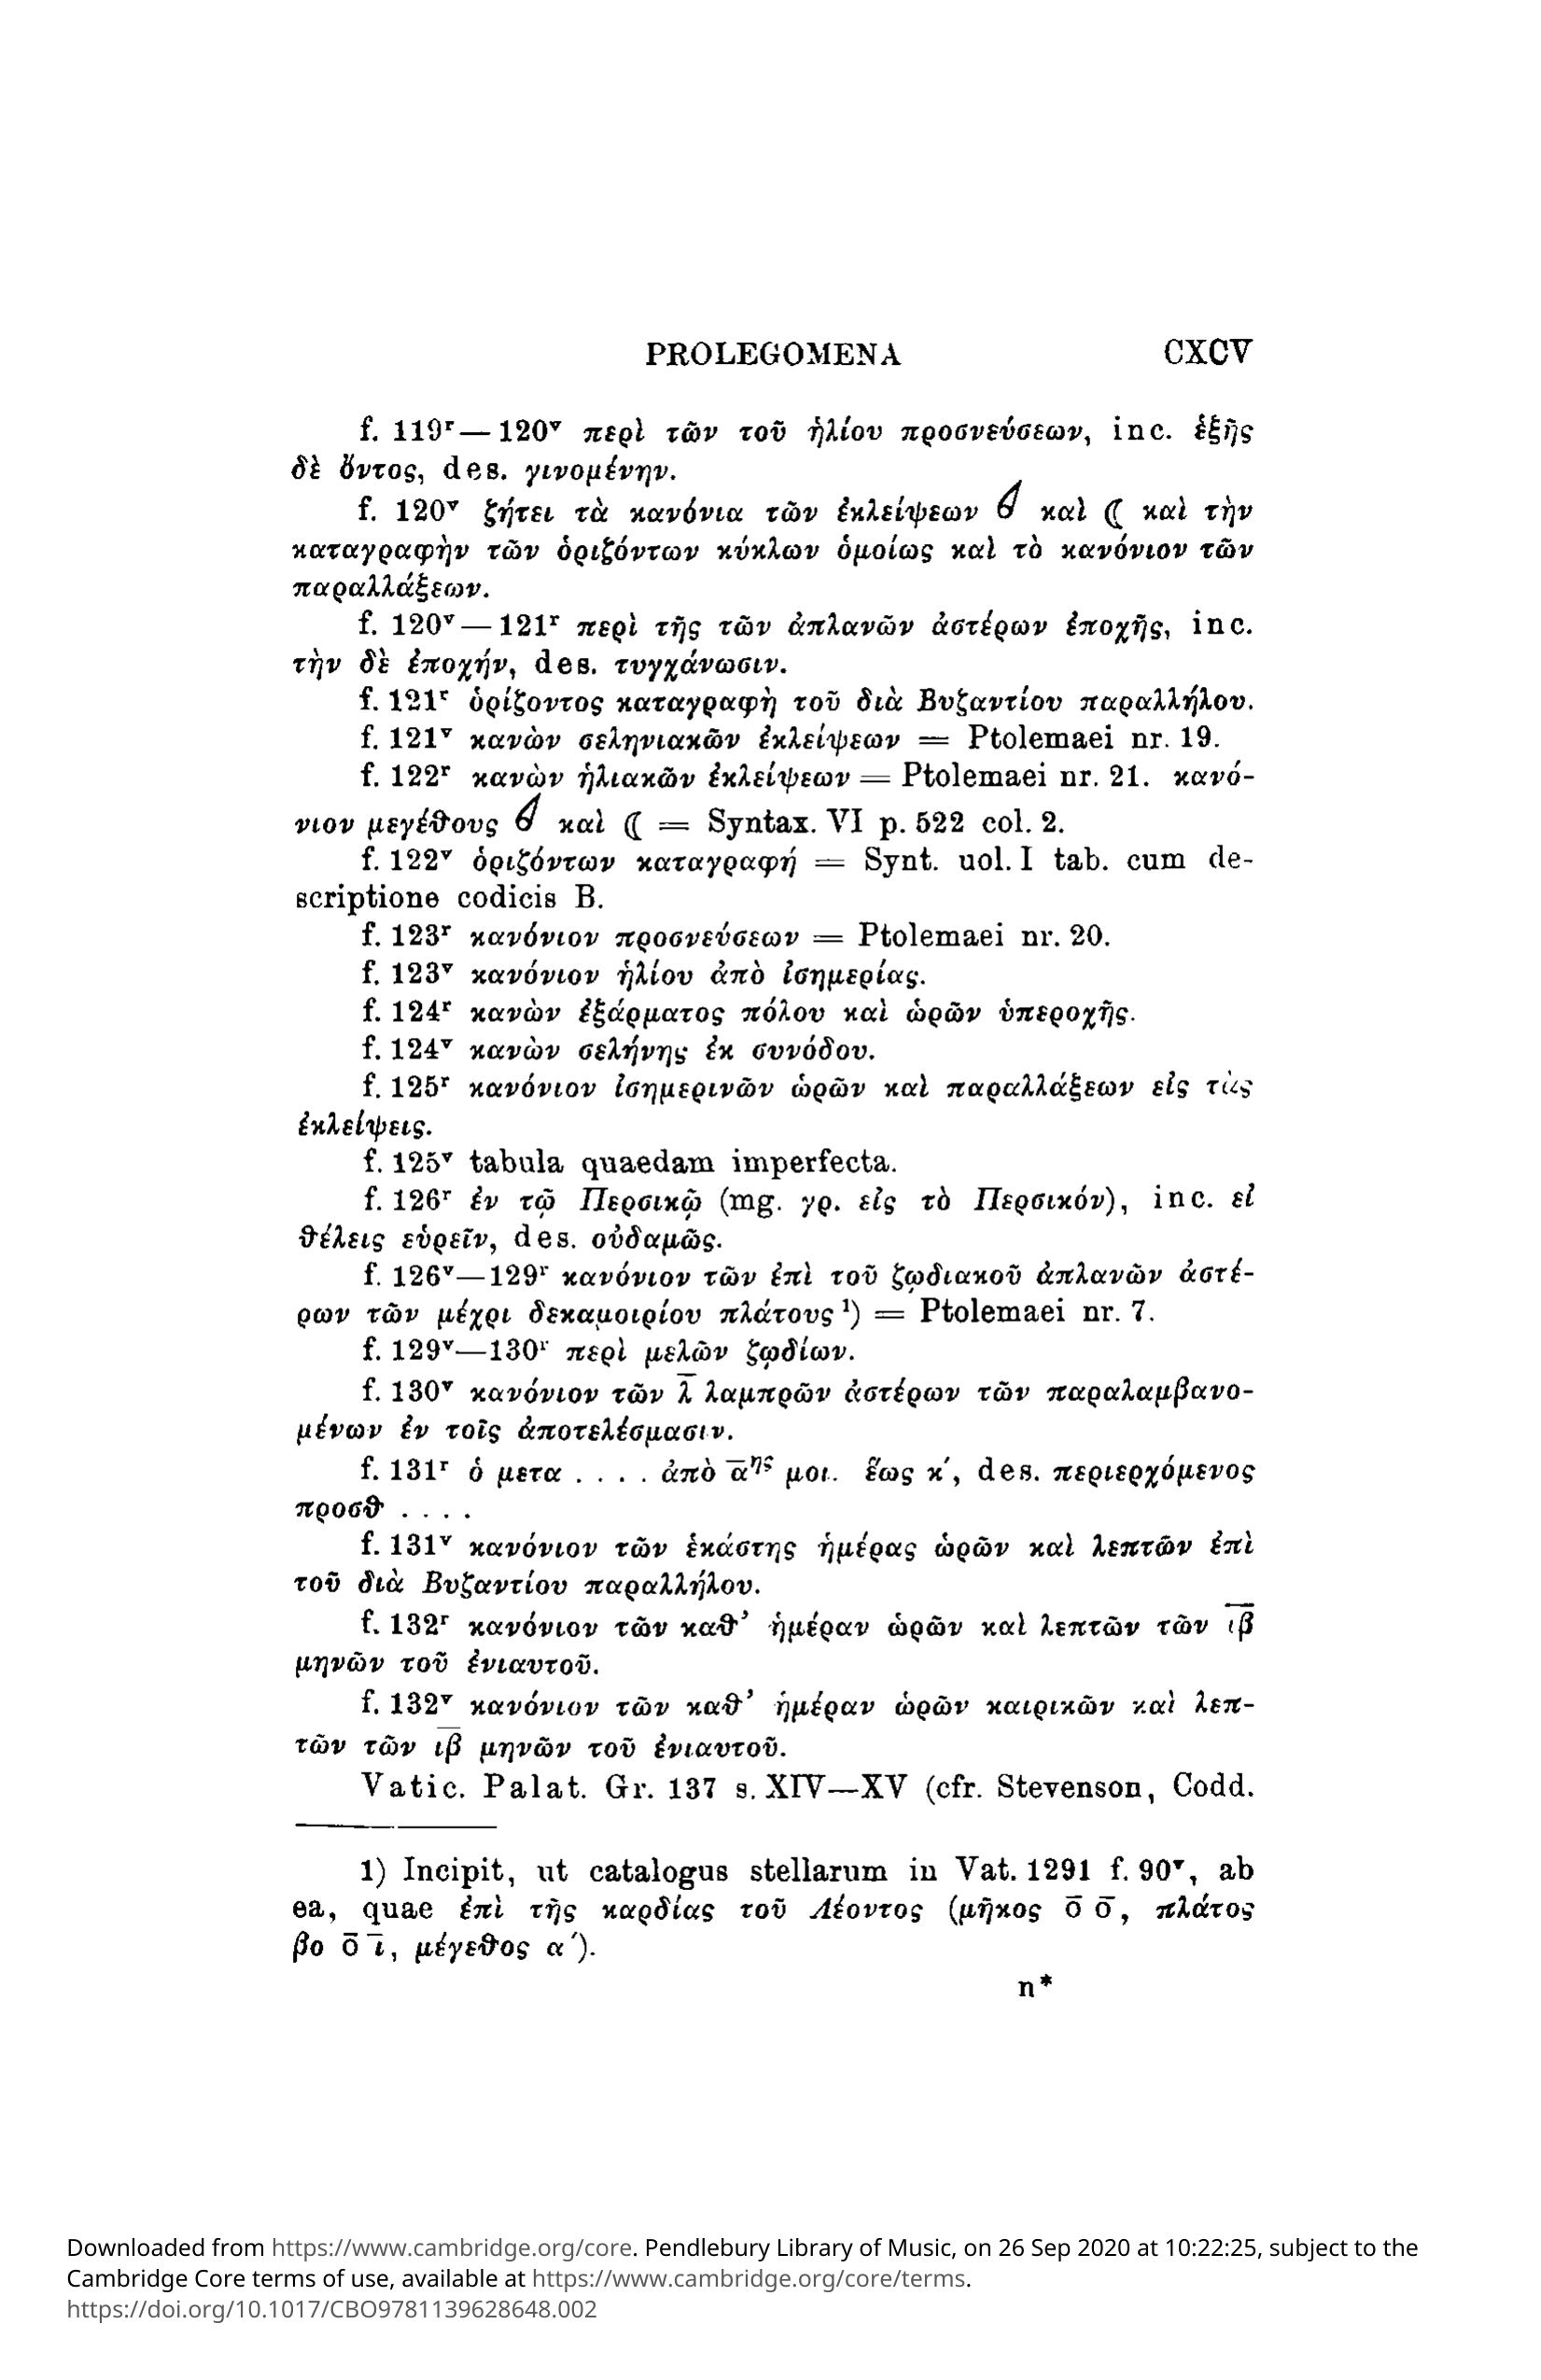 PROLEGOMENA CXCV
f. 119ʳ — 120ᵛ περὶ τῶν τοῦ ἡλίου προσνεύσεων, inc. ἑξῆς
δὲ ὄντος, des. γινομένην.
f. 120ᵛ ζήτει τὰ κανόνια τῶν ἐκλείψεων ☌ καὶ ☾ καὶ τὴν
καταγραφὴν τῶν ὁριζόντων κύκλων ὁμοίως καὶ τὸ κανόνιον τῶν
παραλλάξεων.
f. 120ᵛ — 121ʳ περὶ τῆς τῶν ἀπλανῶν ἀστέρων ἐποχῆς, inc.
τὴν δὲ ἐποχήν, des. τυγχάνωσιν.
f. 121ʳ ὁρίζοντος καταγραφὴ τοῦ διὰ Βυζαντίου παραλλήλου.
f. 121ᵛ κανὼν σεληνιακῶν ἐκλείψεων = Ptolemaei nr. 19.
f. 122ʳ κανὼν ἡλιακῶν ἐκλείψεων = Ptolemaei nr. 21. κανό-
νιον μεγέθους ☌ καὶ ☾ = Syntax. VI p. 522 col. 2.
f. 122ᵛ ὁριζόντων καταγραφή = Synt. uol. I tab. cum de-
scriptione codicis B.
f. 123ʳ κανόνιον προσνεύσεων = Ptolemaei nr. 20.
f. 123ᵛ κανόνιον ἡλίου ἀπὸ ἰσημερίας.
f. 124ʳ κανὼν ἐξάρματος πόλου καὶ ὡρῶν ὑπεροχῆς.
f. 124ᵛ κανὼν σελήνης ἐκ συνόδου.
f. 125ʳ κανόνιον ἰσημερινῶν ὡρῶν καὶ παραλλάξεων εἰς τὰς
ἐκλείψεις.
f. 125ᵛ tabula quaedam imperfecta.
f. 126ʳ ἐν τῷ Περσικῷ (mg. γρ. εἰς τὸ Περσικόν), inc. εἰ
θέλεις εὑρεῖν, des. οὐδαμῶς.
f. 126ᵛ—129ʳ κανόνιον τῶν ἐπὶ τοῦ ζῳδιακοῦ ἀπλανῶν ἀστέ-
ρων τῶν μέχρι δεκαμοιρίου πλάτους ¹) = Ptolemaei nr. 7.
f. 129ᵛ—130ʳ περὶ μελῶν ζῳδίων.
f. 130ᵛ κανόνιον τῶν λ̅ λαμπρῶν ἀστέρων τῶν παραλαμβανο-
μένων ἐν τοῖς ἀποτελέσμασιν.
f. 131ʳ ὁ μετα . . . . ἀπὸ α̅ης μοι. ἕως κ´, des. περιερχόμενος
προσθ . . . .
f. 131ᵛ κανόνιον τῶν ἑκάστης ἡμέρας ὡρῶν καὶ λεπτῶν ἐπὶ
τοῦ διὰ Βυζαντίου παραλλήλου.
f. 132ʳ κανόνιον τῶν καθ’ ἡμέραν ὡρῶν καὶ λεπτῶν τῶν ι̅β̅
μηνῶν τοῦ ἐνιαυτοῦ.
f. 132ᵛ κανόνιον τῶν καθ’ ἡμέραν ὡρῶν καιρικῶν καὶ λεπ-
τῶν τῶν ι̅β̅ μηνῶν τοῦ ἐνιαυτοῦ.
Vatic. Palat. Gr. 137 s. XIV—XV (cfr. Stevenson, Codd.
1) Incipit, ut catalogus stellarum in Vat. 1291 f. 90ᵛ, ab
ea, quae ἐπὶ τῆς καρδίας τοῦ Λέοντος (μῆκος ο̅ ο̅, πλάτος
βο ο̅ ι̅, μέγεθος α´).
n*
Downloaded from https://www.cambridge.org/core. Pendlebury Library of Music, on 26 Sep 2020 at 10:22:25, subject to the
Cambridge Core terms of use, available at https://www.cambridge.org/core/terms.
https://doi.org/10.1017/CBO9781139628648.002